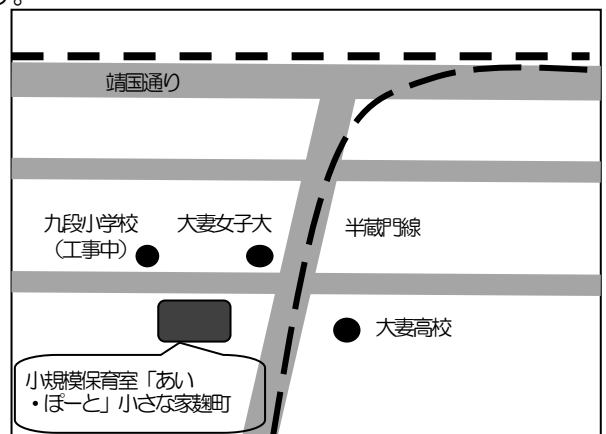 る。
靖国通り
九段小学校
(工事中)
大妻女子大
半蔵門線
大妻高校
小規模保育室「あい
・ぽーと」小さな家麹町